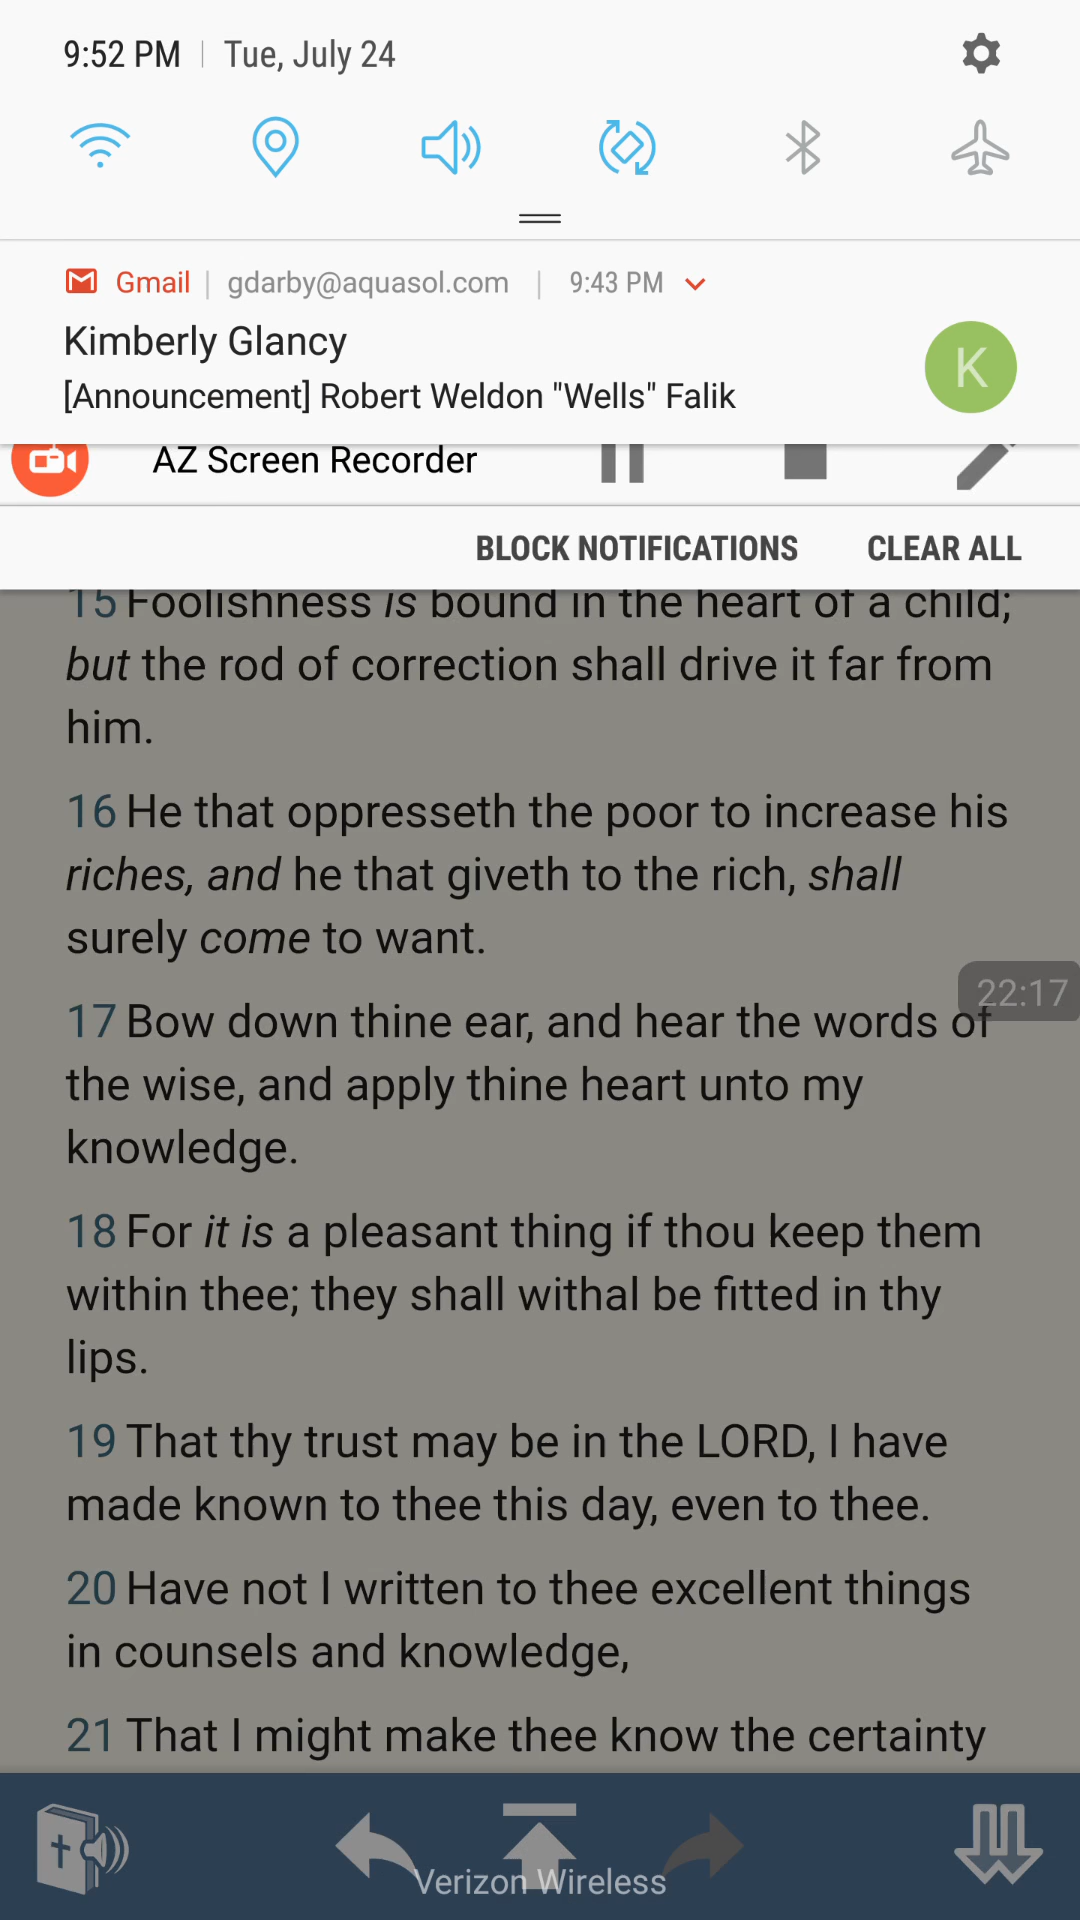 9:52 PM | Tue, July 24
Gmail | gdarby@aquasol.com | 9:43 PM
Kimberly Glancy
K
[Announcement] Robert Weldon "Wells" Falik
AZ Screen Recorder
BLOCK NOTIFICATIONS CLEAR ALL
15 Foolishness is bound in the heart of a child;
but the rod of correction shall drive it far from
him.
16 He that oppresseth the poor to increase his
riches, and he that giveth to the rich, shall
surely come to want.
22:17
17 Bow down thine ear, and hear the words of
the wise, and apply thine heart unto my
knowledge.
18 For it is a pleasant thing if thou keep them
within thee; they shall withal be fitted in thy
lips.
19 That thy trust may be in the LORD, I have
made known to thee this day, even to thee.
20 Have not I written to thee excellent things
in counsels and knowledge,
21 That I might make thee know the certainty
Verizon Wireless